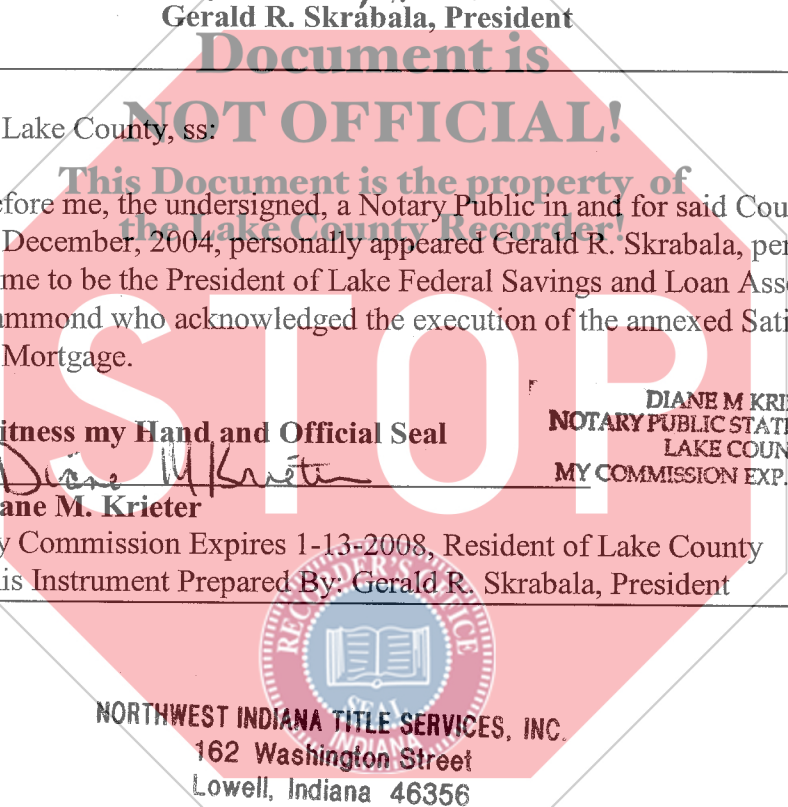 Gerald R. Skrabala, President
Document is
NOT OFFICIAL!
Lake County, ss:
This Document is the property of
the Lake County Recorder!
efore me, the undersigned, a Notary Public in and for said Cou
December, 2004, personally appeared Gerald R. Skrabala, per
me to be the President of Lake Federal Savings and Loan Asso
ammond who acknowledged the execution of the annexed Sati
Mortgage.
STOP
itness my Hand and Official Seal
DIANE M KRI
NOTARY PUBLIC STAT
LAKE COUN
MY COMMISSION EXP.
Diane M Krieter
ane M. Krieter
y Commission Expires 1-13-2008, Resident of Lake County
is Instrument Prepared By: Gerald R. Skrabala, President
RECORDER'S OFFICE
SEAL
INDIANA
NORTHWEST INDIANA TITLE SERVICES, INC.
162 Washington Street
Lowell, Indiana 46356